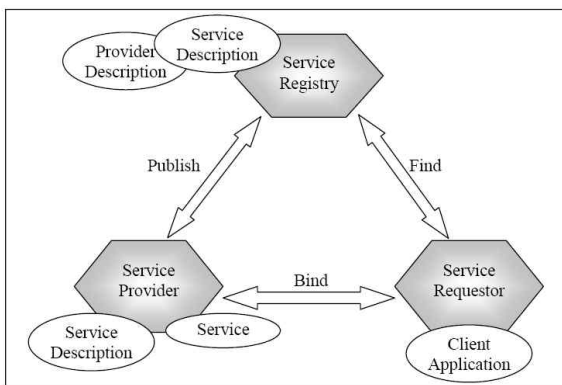 Provider
Description
Service
Description
Service
Registry
Publish
Find
Service
Provider
Bind
Service
Requestor
Service
Description
Service
Client
Application